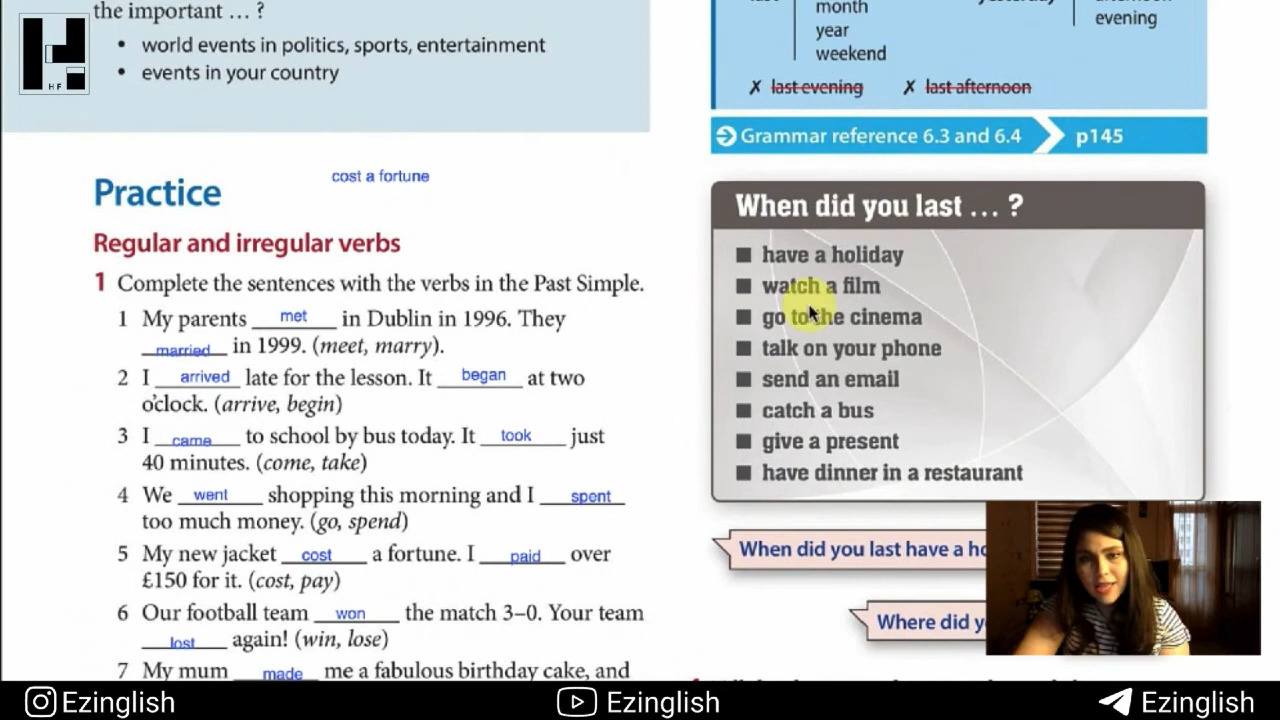 the important … ?
• world events in politics, sports, entertainment
• events in your country
HF
Practice
cost a fortune
Regular and irregular verbs
1 Complete the sentences with the verbs in the Past Simple.
1 My parents met in Dublin in 1996. They
married in 1999. (meet, marry).
2 I arrived late for the lesson. It began at two
o'clock. (arrive, begin)
3 I came to school by bus today. It took just
40 minutes. (come, take)
4 We went shopping this morning and I spent
too much money. (go, spend)
5 My new jacket cost a fortune. I paid over
£150 for it. (cost, pay)
6 Our football team won the match 3–0. Your team
lost again! (win, lose)
7 My mum made me a fabulous birthday cake, and
month
year
weekend
evening
✗ last evening ✗ last afternoon
Grammar reference 6.3 and 6.4 p145
When did you last … ?
■ have a holiday
■ watch a film
■ go to the cinema
■ talk on your phone
■ send an email
■ catch a bus
■ give a present
■ have dinner in a restaurant
When did you last have a ho
Where did y
Ezinglish
Ezinglish
Ezinglish